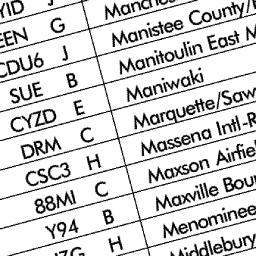 J
G Manches
CDU6 J Manistee County/
SUE B Manitoulin East M
CYZD E Maniwaki
DRM C Marquette/Saw
CSC3 H Massena Intl-R
88MI C Maxson Airfie
Y94 B Maxville Bou
H Menominee
Middlebury